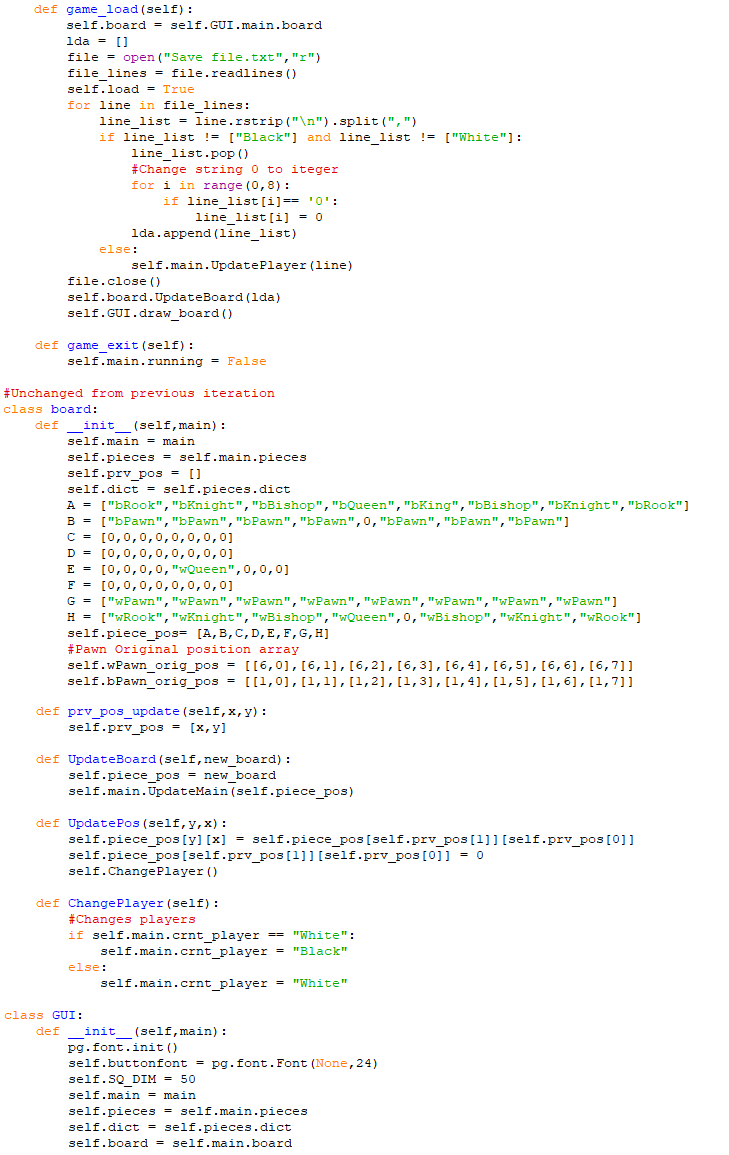 def game_load(self):
        self.board = self.GUI.main.board
        lda = []
        file = open("Save file.txt","r")
        file_lines = file.readlines()
        self.load = True
        for line in file_lines:
            line_list = line.rstrip("\n").split(",")
            if line_list != ["Black"] and line_list != ["White"]:
                line_list.pop()
                #Change string 0 to iteger
                for i in range(0,8):
                    if line_list[i]== '0':
                        line_list[i] = 0
                lda.append(line_list)
            else:
                self.main.UpdatePlayer(line)
        file.close()
        self.board.UpdateBoard(lda)
        self.GUI.draw_board()

    def game_exit(self):
        self.main.running = False

#Unchanged from previous iteration
class board:
    def __init__(self,main):
        self.main = main
        self.pieces = self.main.pieces
        self.prv_pos = []
        self.dict = self.pieces.dict
        A = ["bRook","bKnight","bBishop","bQueen","bKing","bBishop","bKnight","bRook"]
        B = ["bPawn","bPawn","bPawn","bPawn",0,"bPawn","bPawn","bPawn"]
        C = [0,0,0,0,0,0,0,0]
        D = [0,0,0,0,0,0,0,0]
        E = [0,0,0,0,"wQueen",0,0,0]
        F = [0,0,0,0,0,0,0,0]
        G = ["wPawn","wPawn","wPawn","wPawn","wPawn","wPawn","wPawn","wPawn"]
        H = ["wRook","wKnight","wBishop","wQueen",0,"wBishop","wKnight","wRook"]
        self.piece_pos= [A,B,C,D,E,F,G,H]
        #Pawn Original position array
        self.wPawn_orig_pos = [[6,0],[6,1],[6,2],[6,3],[6,4],[6,5],[6,6],[6,7]]
        self.bPawn_orig_pos = [[1,0],[1,1],[1,2],[1,3],[1,4],[1,5],[1,6],[1,7]]

    def prv_pos_update(self,x,y):
        self.prv_pos = [x,y]

    def UpdateBoard(self,new_board):
        self.piece_pos = new_board
        self.main.UpdateMain(self.piece_pos)

    def UpdatePos(self,y,x):
        self.piece_pos[y][x] = self.piece_pos[self.prv_pos[1]][self.prv_pos[0]]
        self.piece_pos[self.prv_pos[1]][self.prv_pos[0]] = 0
        self.ChangePlayer()

    def ChangePlayer(self):
        #Changes players
        if self.main.crnt_player == "White":
            self.main.crnt_player = "Black"
        else:
            self.main.crnt_player = "White"

class GUI:
    def __init__(self,main):
        pg.font.init()
        self.buttonfont = pg.font.Font(None,24)
        self.SQ_DIM = 50
        self.main = main
        self.pieces = self.main.pieces
        self.dict = self.pieces.dict
        self.board = self.main.board